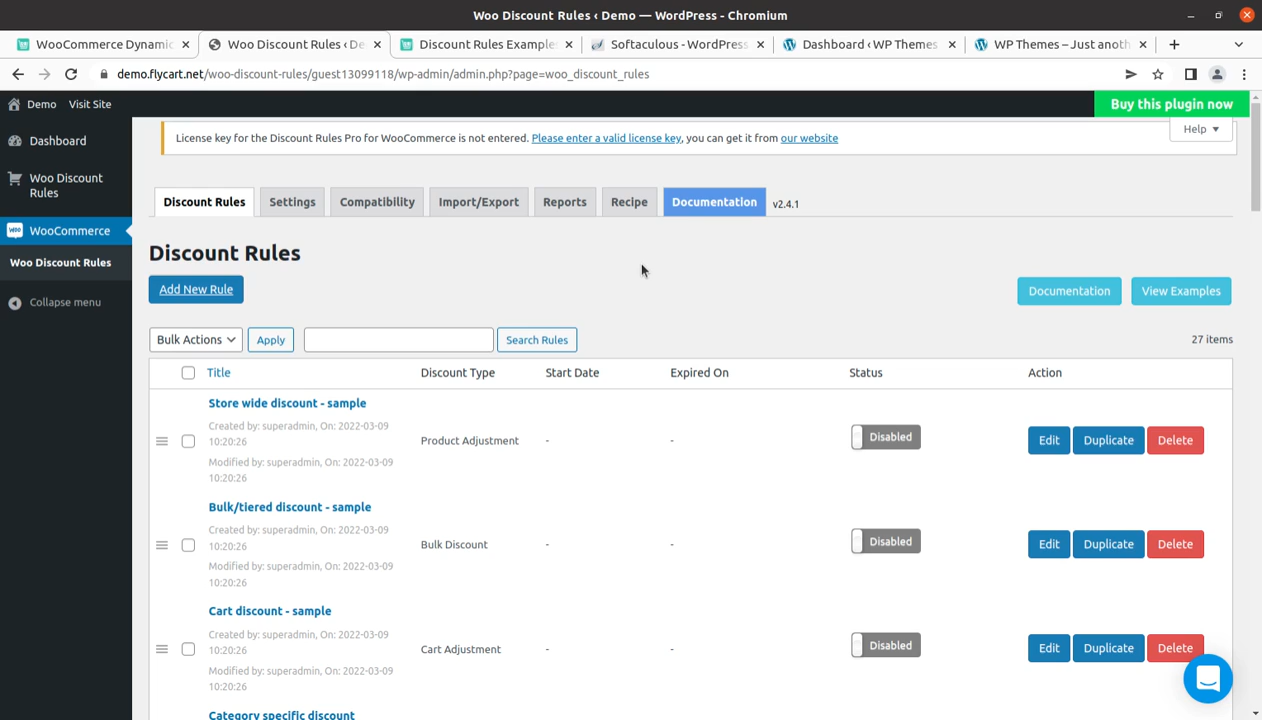 Woo Discount Rules ‹ Demo — WordPress - Chromium
WooCommerce Dynamic
Woo Discount Rules ‹ De
Discount Rules Example
Softaculous - WordPress
Dashboard ‹ WP Themes
WP Themes – Just anoth
demo.flycart.net/woo-discount-rules/guest13099118/wp-admin/admin.php?page=woo_discount_rules
Demo Visit Site
Buy this plugin now
Dashboard
Woo Discount
Rules
WooCommerce
Woo Discount Rules
Collapse menu
License key for the Discount Rules Pro for WooCommerce is not entered. Please enter a valid license key, you can get it from our website
Help
Discount Rules Settings Compatibility Import/Export Reports Recipe Documentation v2.4.1
Discount Rules
Add New Rule
Documentation View Examples
Bulk Actions Apply Search Rules 27 items
Title Discount Type Start Date Expired On Status Action
Store wide discount - sample
Created by: superadmin, On: 2022-03-09
10:20:26
Modified by: superadmin, On: 2022-03-09
10:20:26
Product Adjustment - - Disabled Edit Duplicate Delete
Bulk/tiered discount - sample
Created by: superadmin, On: 2022-03-09
10:20:26
Modified by: superadmin, On: 2022-03-09
10:20:26
Bulk Discount - - Disabled Edit Duplicate Delete
Cart discount - sample
Created by: superadmin, On: 2022-03-09
10:20:26
Modified by: superadmin, On: 2022-03-09
10:20:26
Cart Adjustment - - Disabled Edit Duplicate Delete
Category specific discount